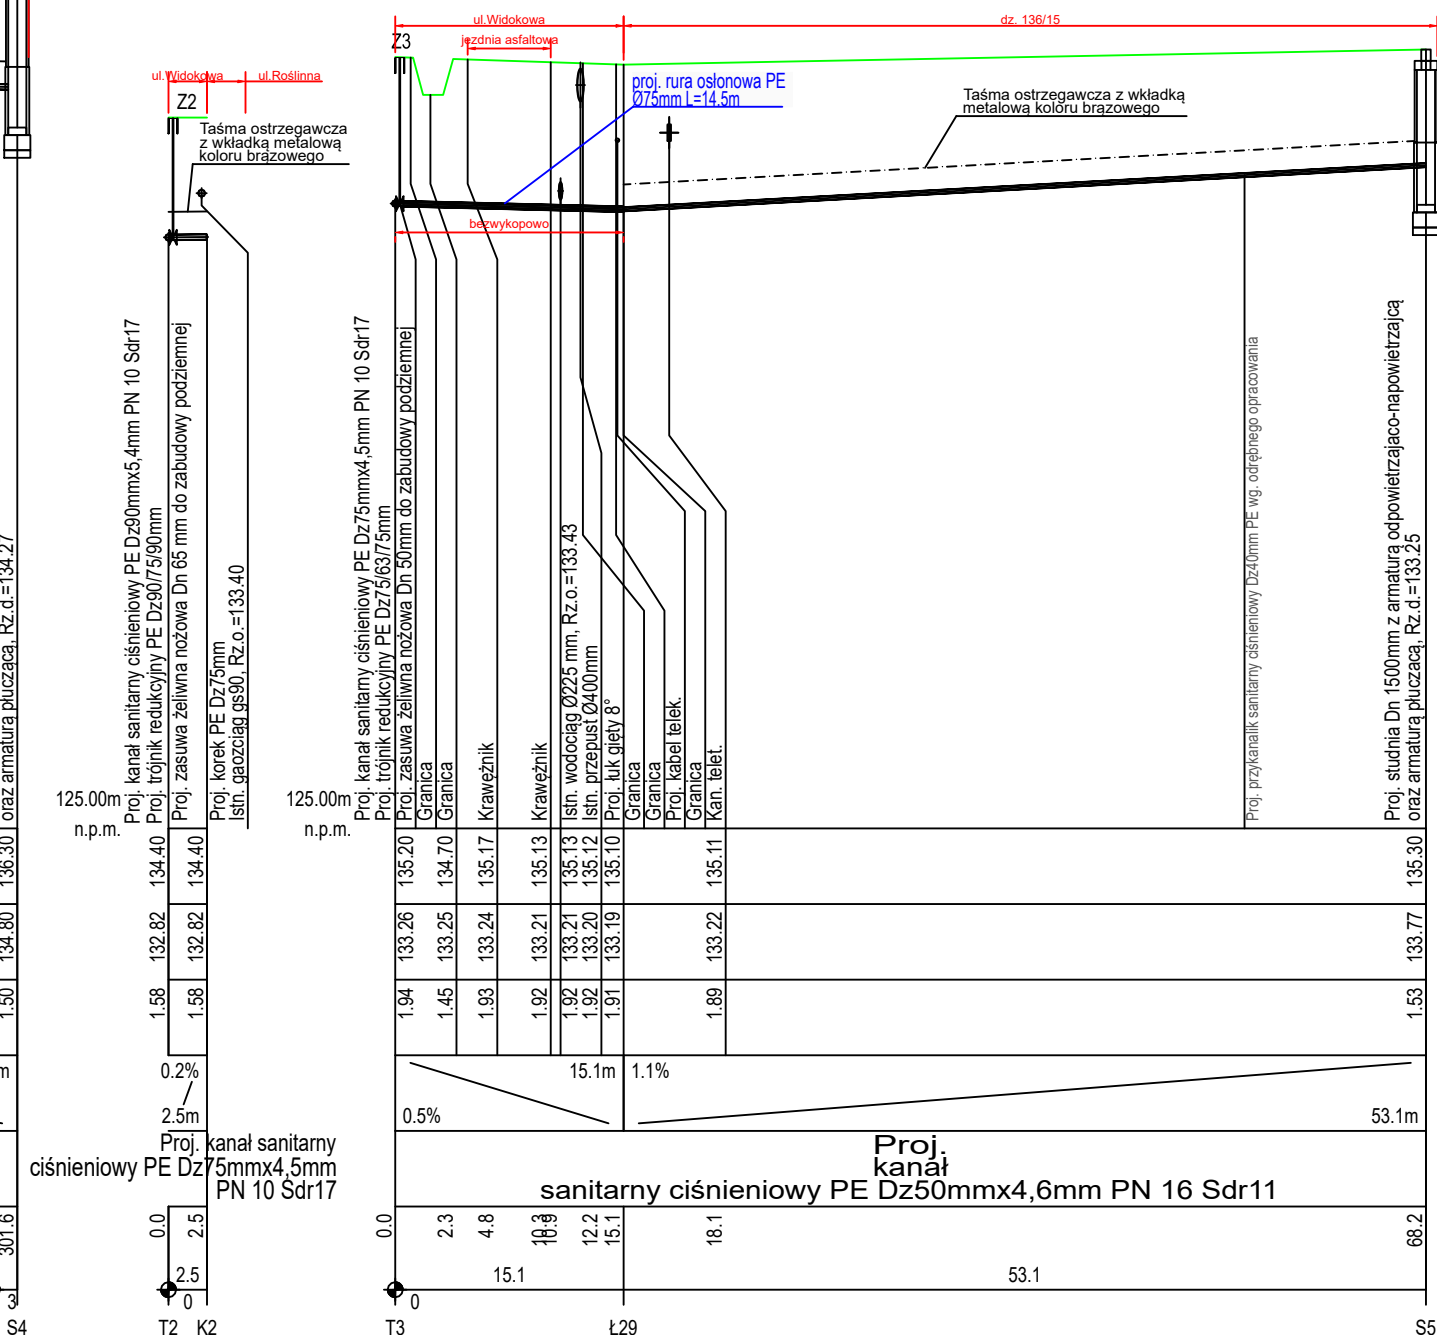 ul.Widokowa
dz. 136/15
jezdnia asfaltowa
Z3
ul.Widokowa
ul.Roślinna
Z2
Taśma ostrzegawcza
z wkładką metalową
koloru brązowego
proj. rura osłonowa PE
Ø75mm L=14.5m
Taśma ostrzegawcza z wkładką
metalową koloru brązowego
bezwykopowo
oraz armaturą płuczącą, Rz.d.=134.27
Proj. kanał sanitarny ciśnieniowy PE Dz90mmx5,4mm PN 10 Sdr17
Proj. trójnik redukcyjny PE Dz90/75/90mm
Proj. zasuwa żeliwna nożowa Dn 65 mm do zabudowy podziemnej
Proj. korek PE Dz75mm
Istn. gaozciąg gs90, Rz.o.=133.40
Proj. kanał sanitarny ciśnieniowy PE Dz75mmx4,5mm PN 10 Sdr17
Proj. trójnik redukcyjny PE Dz75/63/75mm
Proj. zasuwa żeliwna nożowa Dn 50mm do zabudowy podziemnej
Granica
Granica
Krawężnik
Krawężnik
Istn. wodociąg Ø225 mm, Rz.o.=133.43
Istn. przepust Ø400mm
Proj. łuk gięty 8°
Granica
Granica
Proj. kabel telek.
Granica
Kan. telet.
Proj. przykanalik sanitarny ciśnieniowy Dz40mm PE wg. odrębnego opracowania
Proj. studnia Dn 1500mm z armaturą odpowietrzajaco-napowietrzającą
oraz armaturą płuczącą, Rz.d.=133.25
125.00m
n.p.m.
125.00m
n.p.m.
136.30 134.40 134.40 135.20 134.70 135.17 135.13 135.13 135.12 135.10 135.11 135.30
134.80 132.82 132.82 133.26 133.25 133.24 133.21 133.21 133.20 133.19 133.22 133.77
1.50 1.58 1.58 1.94 1.45 1.93 1.92 1.92 1.92 1.91 1.89 1.53
m 0.2% 15.1m 1.1%
2.5m 0.5% 53.1m
Proj. kanał sanitarny
ciśnieniowy PE Dz75mmx4,5mm
PN 10 Sdr17
Proj.
kanał
sanitarny ciśnieniowy PE Dz50mmx4,6mm PN 16 Sdr11
301.6 0.0 2.5 0.0 2.3 4.8 10.3 10.9 12.2 15.1 18.1 68.2
2.5 15.1 53.1
3 0 0
S4 T2 K2 T3 Ł29 S5